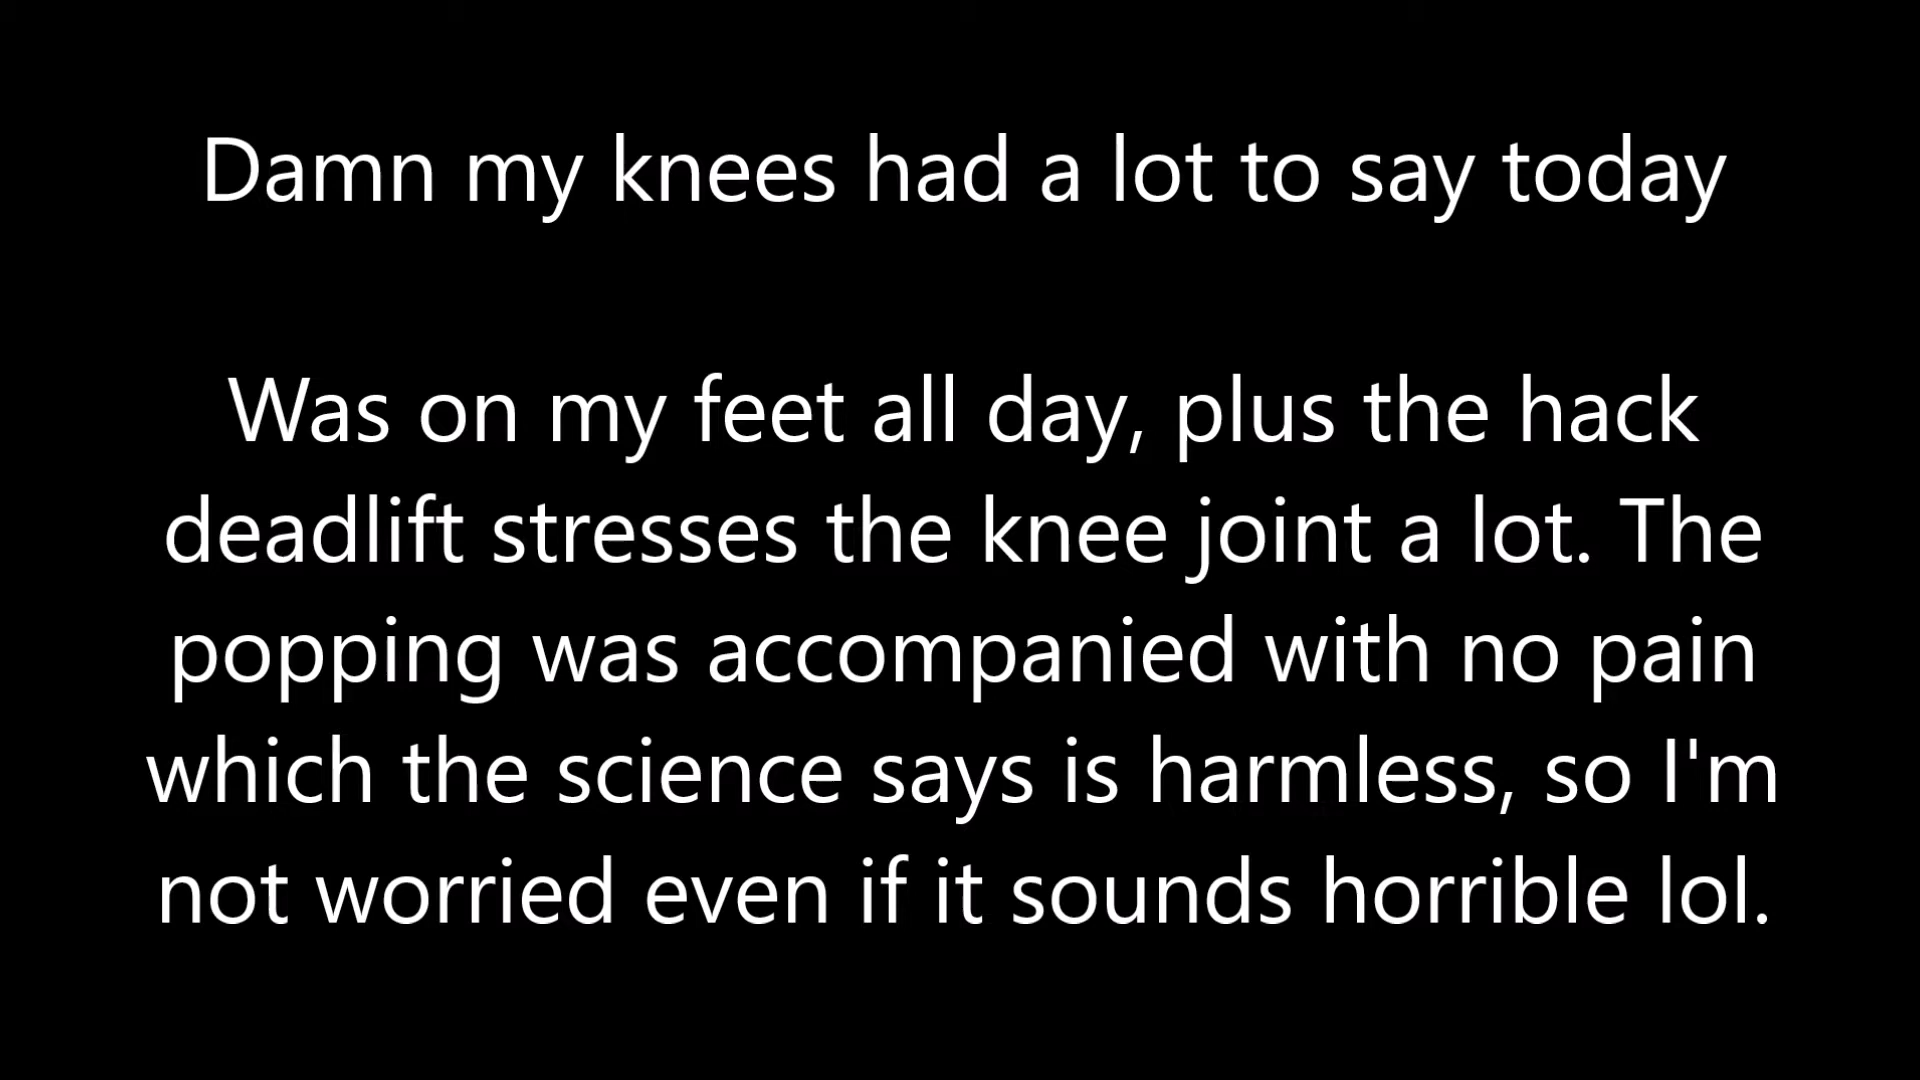 Damn my knees had a lot to say today
Was on my feet all day, plus the hack
deadlift stresses the knee joint a lot. The
popping was accompanied with no pain
which the science says is harmless, so I'm
not worried even if it sounds horrible lol.